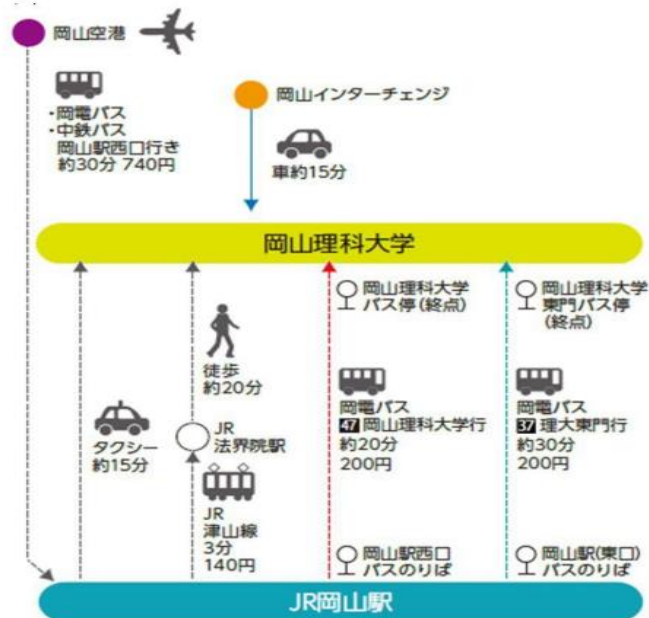 岡山空港
・岡電バス
・中鉄バス
岡山駅西口行き
約30分 740円
岡山インターチェンジ
車約15分
岡山理科大学
タクシー
約15分
徒歩
約20分
JR
法界院駅
JR
津山線
3分
140円
岡山理科大学
バス停(終点)
岡電バス
47 岡山理科大学行
約20分
200円
岡山駅西口
バスのりば
岡山理科大学
東門バス停
(終点)
岡電バス
37 理大東門行
約30分
200円
岡山駅(東口)
バスのりば
JR岡山駅